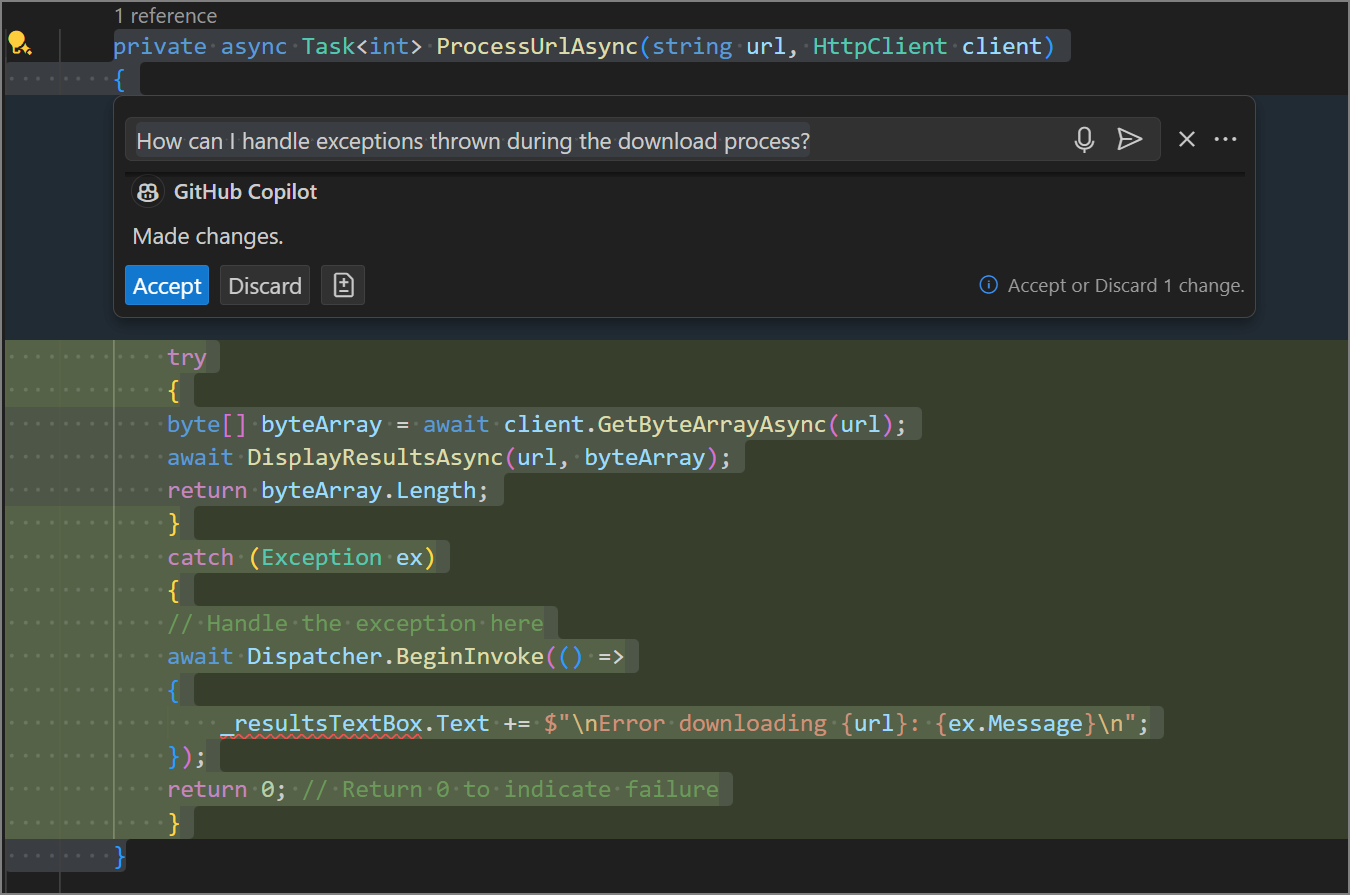 1 reference
private async Task<int> ProcessUrlAsync(string url, HttpClient client)
{
How can I handle exceptions thrown during the download process?
GitHub Copilot
Made changes.
Accept Discard Accept or Discard 1 change.
try
{
byte[] byteArray = await client.GetByteArrayAsync(url);
await DisplayResultsAsync(url, byteArray);
return byteArray.Length;
}
catch (Exception ex)
{
// Handle the exception here
await Dispatcher.BeginInvoke(() =>
{
_resultsTextBox.Text += $"\nError downloading {url}: {ex.Message}\n";
});
return 0; // Return 0 to indicate failure
}
}